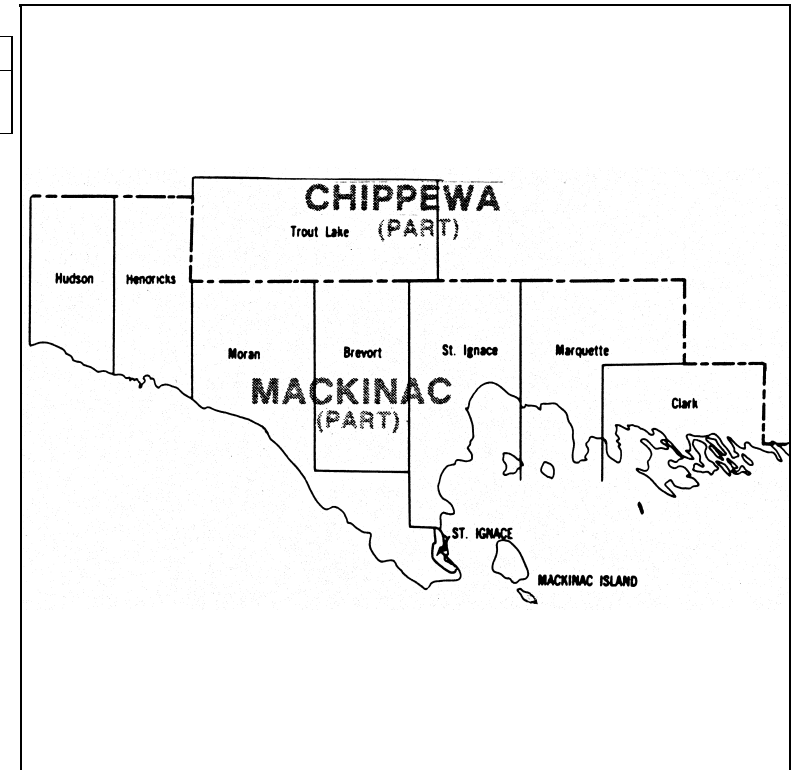 CHIPPEWA
(PART)
Trout Lake
Hudson
Hendricks
Moran
Brevort
St. Ignace
Marquette
MACKINAC
(PART)
Clark
ST. IGNACE
MACKINAC ISLAND